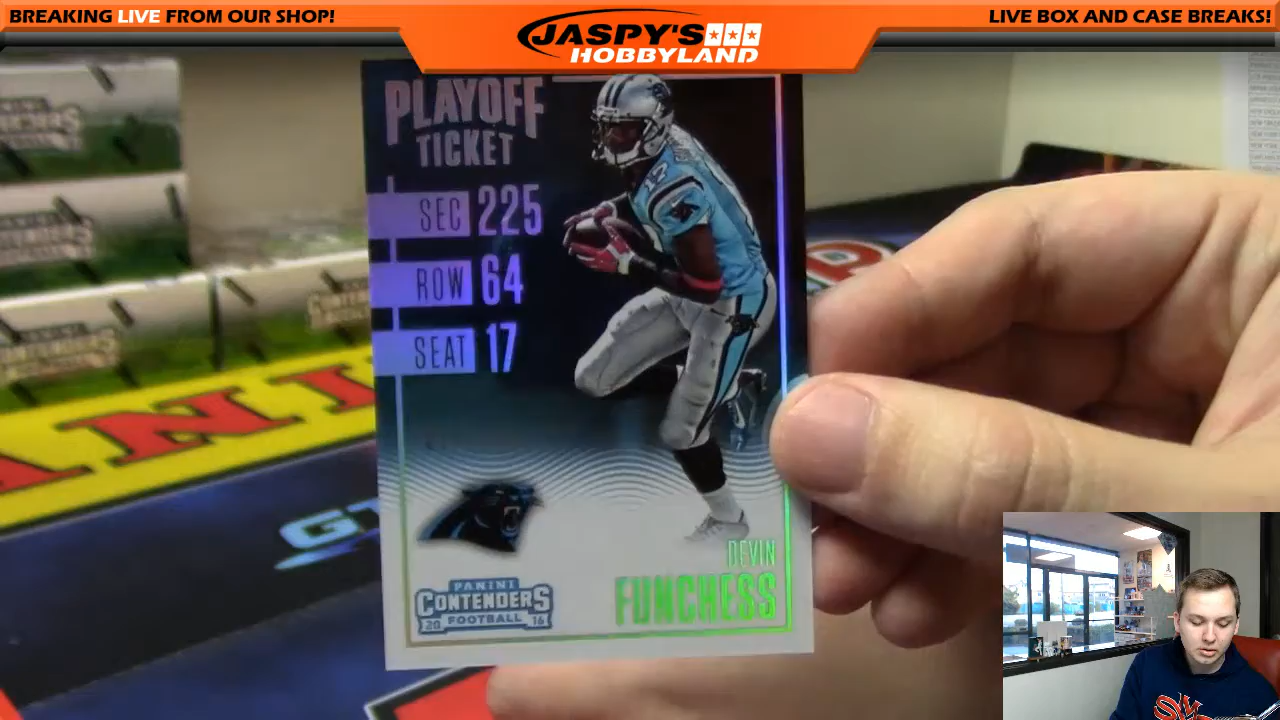 BREAKING LIVE FROM OUR SHOP!
JASPY'S
HOBBYLAND
LIVE BOX AND CASE BREAKS!
PLAYOFF
TICKET
SEC 225
ROW 64
SEAT 17
12
DEVIN
FUNCHESS
PANINI
CONTENDERS
FOOTBALL
20 16